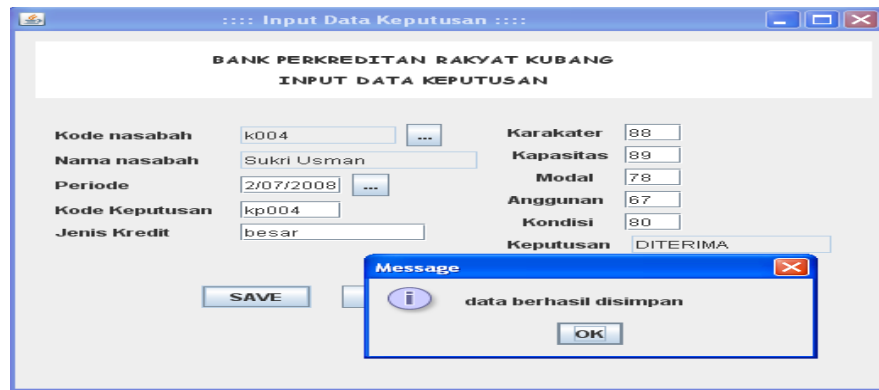 :::: Input Data Keputusan ::::
BANK PERKREDITAN RAKYAT KUBANG
INPUT DATA KEPUTUSAN
Kode nasabah k004 ...
Nama nasabah Sukri Usman
Periode 2/07/2008 ...
Kode Keputusan kp004
Jenis Kredit besar
Karakater 88
Kapasitas 89
Modal 78
Anggunan 67
Kondisi 80
Keputusan DITERIMA
SAVE
Message
data berhasil disimpan
OK